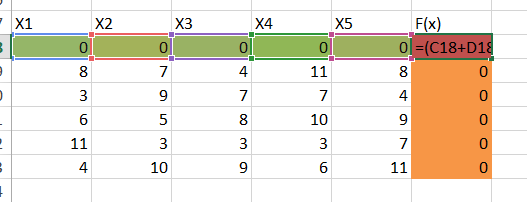 7 X1 X2 X3 X4 X5 F(x)
0 0 0 0 0 =(C18+D18
8 7 4 11 8 0
3 9 7 7 4 0
6 5 8 10 9 0
11 3 3 3 7 0
4 10 9 6 11 0